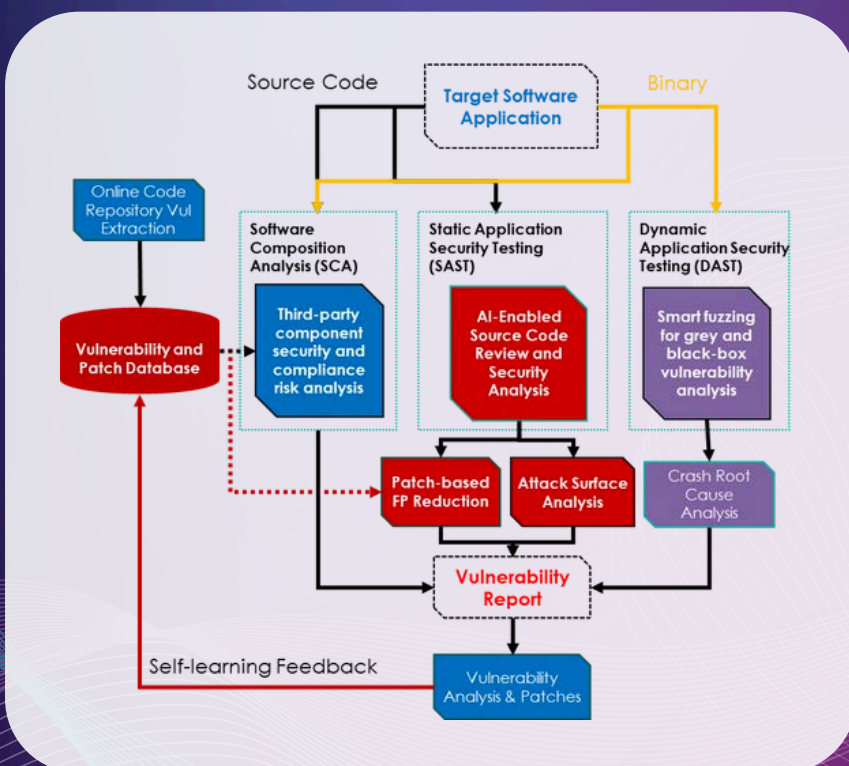 Source Code
Target Software
Application
Binary
Online Code
Repository Vul
Extraction
Software
Composition
Analysis (SCA)
Static Application
Security Testing
(SAST)
Dynamic
Application Security
Testing (DAST)
Vulnerability and
Patch Database
Third-party
component
security and
compliance
risk analysis
AI-Enabled
Source Code
Review and
Security
Analysis
Smart fuzzing
for grey and
black-box
vulnerability
analysis
Patch-based
FP Reduction
Attack Surface
Analysis
Crash Root
Cause
Analysis
Vulnerability
Report
Self-learning Feedback
Vulnerability
Analysis & Patches